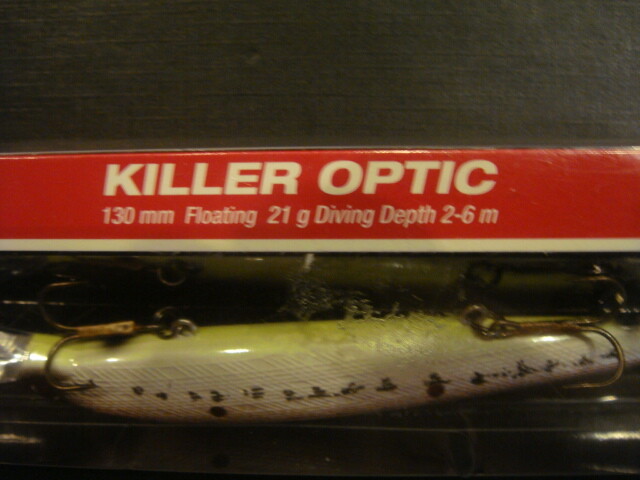 KILLER OPTIC
130 mm Floating 21 g Diving Depth 2-6 m